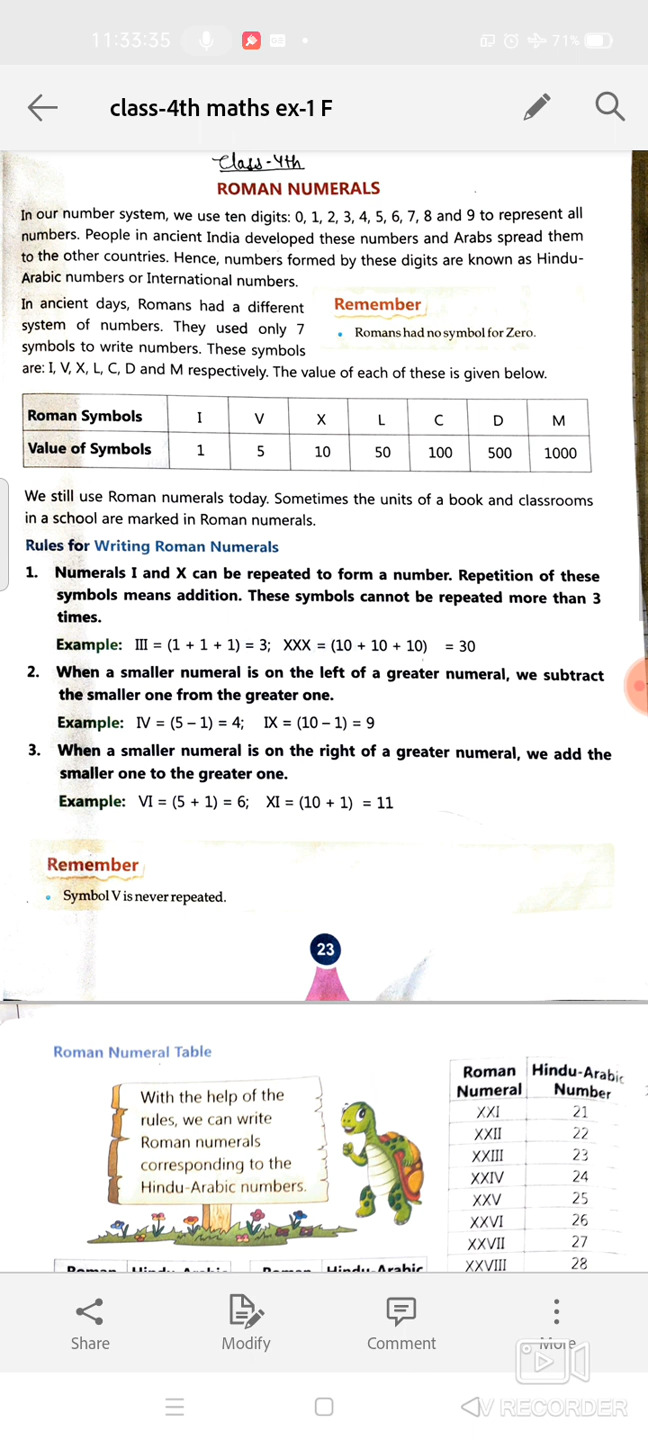 11:33:35
71%
class-4th maths ex-1 F
Class-4th
ROMAN NUMERALS
In our number system, we use ten digits: 0, 1, 2, 3, 4, 5, 6, 7, 8 and 9 to represent all
numbers. People in ancient India developed these numbers and Arabs spread them
to the other countries. Hence, numbers formed by these digits are known as Hindu-
Arabic numbers or International numbers.
In ancient days, Romans had a different
system of numbers. They used only 7
symbols to write numbers. These symbols
Remember
• Romans had no symbol for Zero.
are: I, V, X, L, C, D and M respectively. The value of each of these is given below.
Roman Symbols I V X L C D M
Value of Symbols 1 5 10 50 100 500 1000
We still use Roman numerals today. Sometimes the units of a book and classrooms
in a school are marked in Roman numerals.
Rules for Writing Roman Numerals
1. Numerals I and X can be repeated to form a number. Repetition of these
symbols means addition. These symbols cannot be repeated more than 3
times.
Example: III = (1 + 1 + 1) = 3; XXX = (10 + 10 + 10) = 30
2. When a smaller numeral is on the left of a greater numeral, we subtract
the smaller one from the greater one.
Example: IV = (5 – 1) = 4; IX = (10 – 1) = 9
3. When a smaller numeral is on the right of a greater numeral, we add the
smaller one to the greater one.
Example: VI = (5 + 1) = 6; XI = (10 + 1) = 11
Remember
• Symbol V is never repeated.
23
Roman Numeral Table
With the help of the
rules, we can write
Roman numerals
corresponding to the
Hindu-Arabic numbers.
Roman Hindu-Arabic
Numeral Number
XXI 21
XXII 22
XXIII 23
XXIV 24
XXV 25
XXVI 26
XXVII 27
XXVIII 28
Roman Hindu-Arabic Roman Hindu-Arabic
Share Modify Comment More
V RECORDER